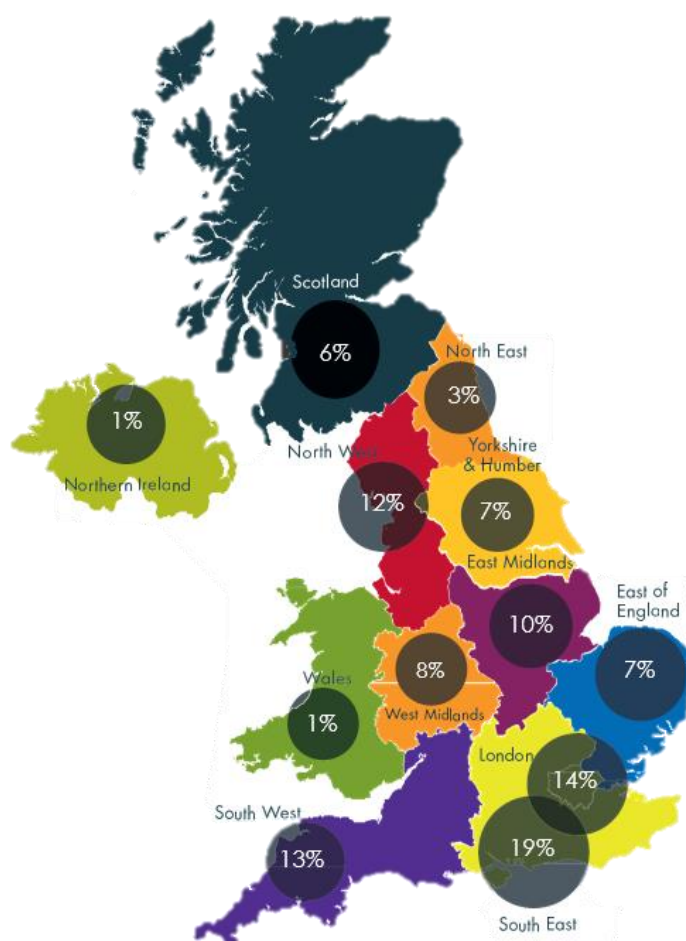 Scotland
6%
North East
3%
1%
Northern Ireland
North West
12%
Yorkshire
& Humber
7%
East Midlands
10%
East of
England
7%
Wales
1%
8%
West Midlands
London
14%
South West
13%
19%
South East